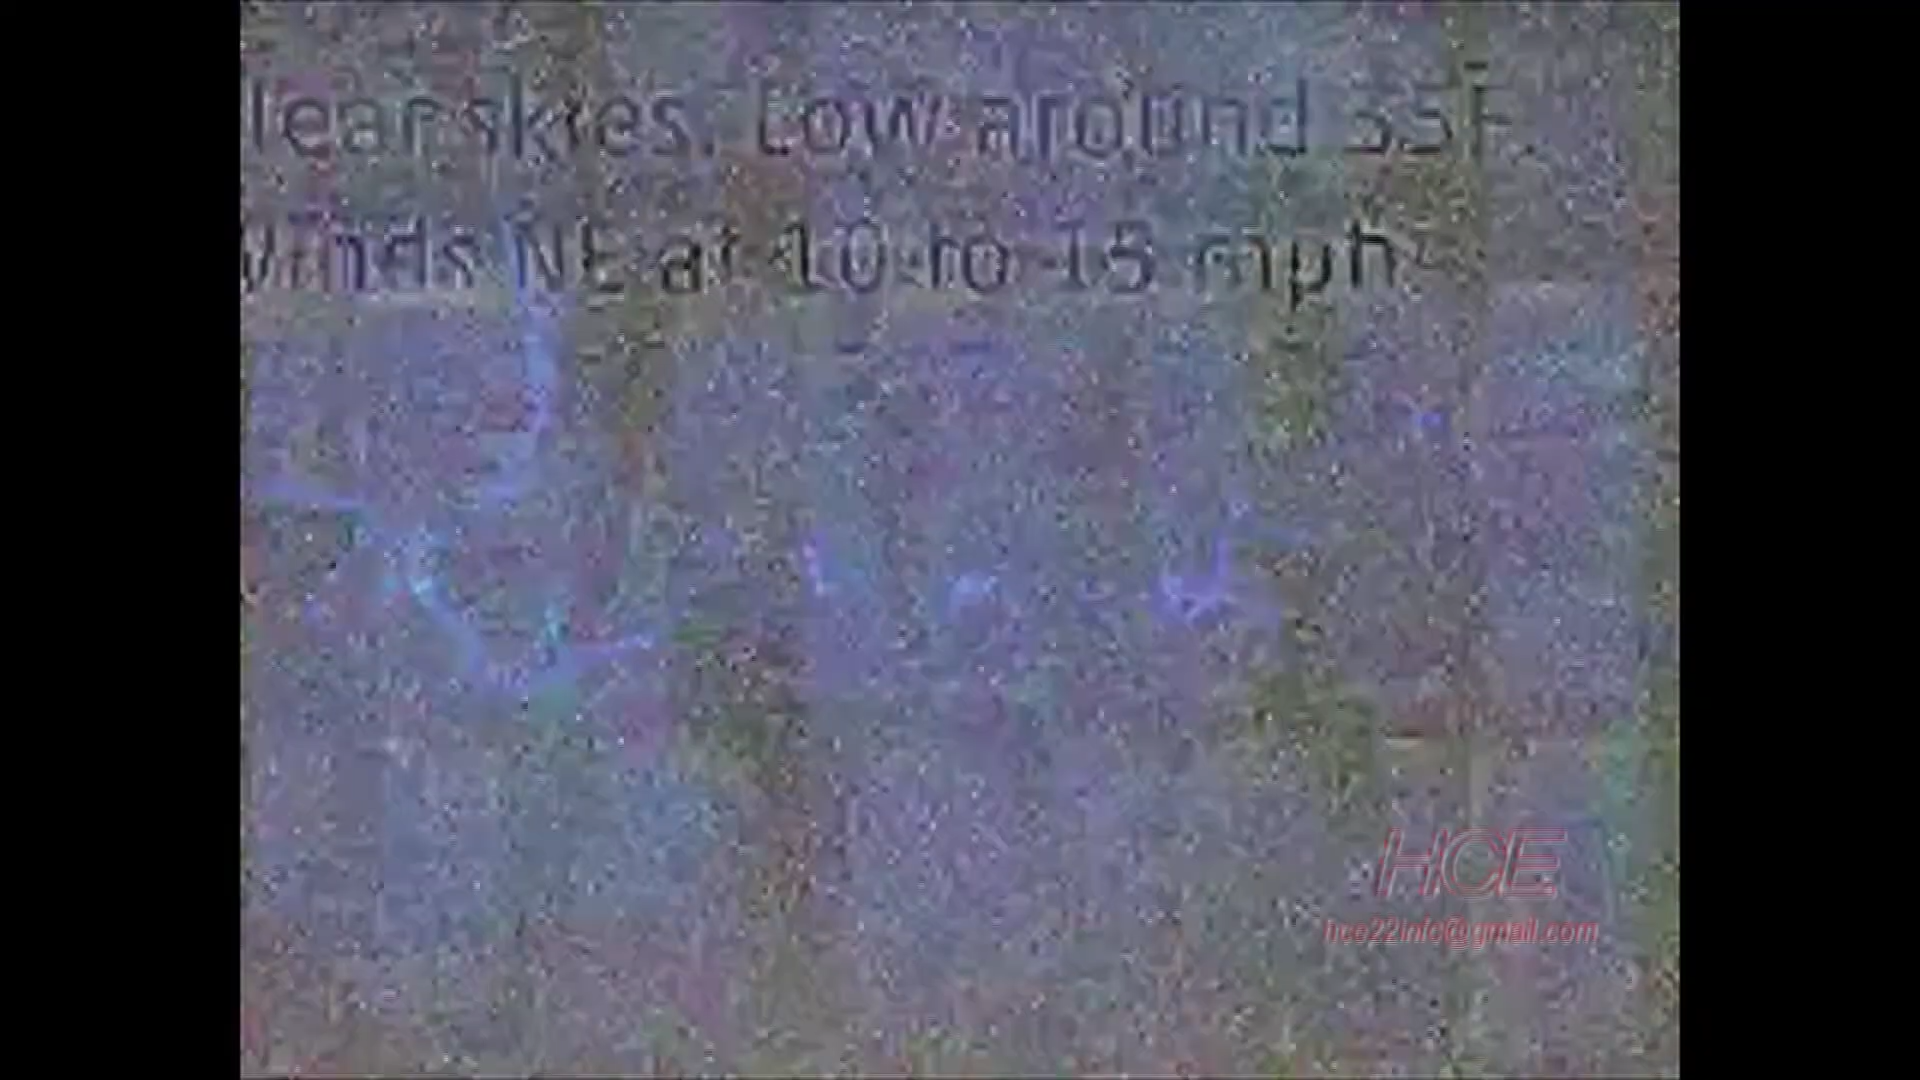 lear skies. Low around 55F.
Winds NE at 10 to 15 mph
HCE
hce22info@gmail.com